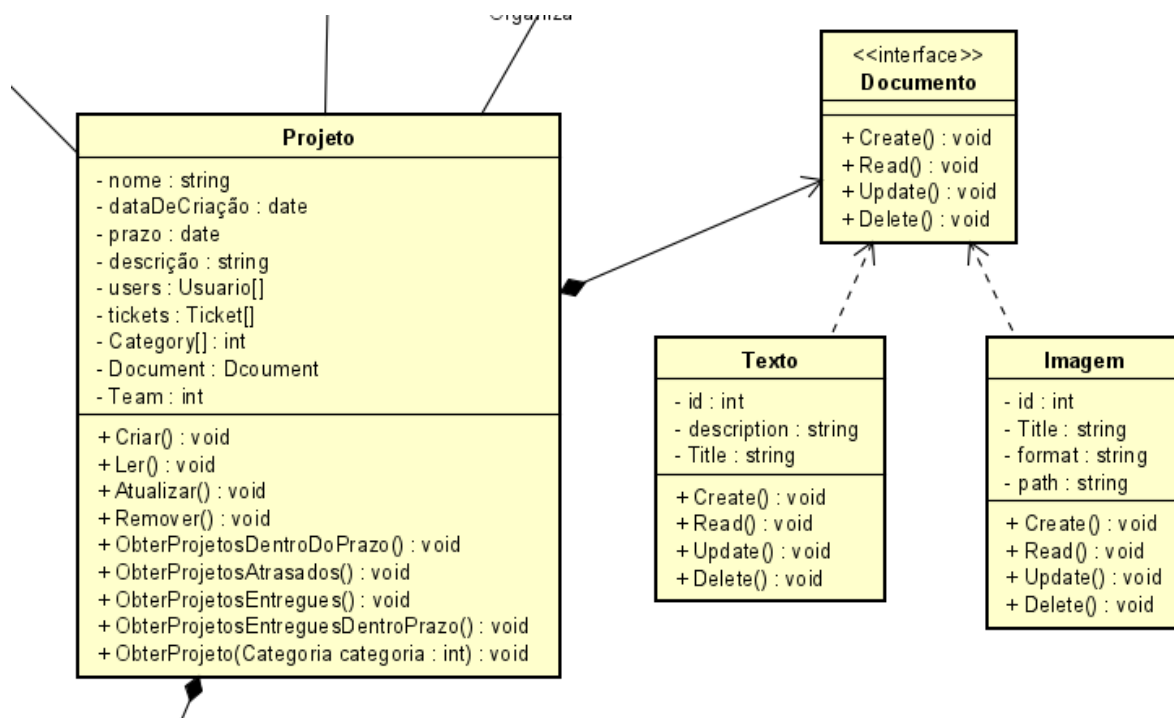 Organiza
Projeto
- nome : string
- dataDeCriação : date
- prazo : date
- descrição : string
- users : Usuario[]
- tickets : Ticket[]
- Category[] : int
- Document : Dcoument
- Team : int
+ Criar() : void
+ Ler() : void
+ Atualizar() : void
+ Remover() : void
+ ObterProjetosDentroDoPrazo() : void
+ ObterProjetosAtrasados() : void
+ ObterProjetosEntregues() : void
+ ObterProjetosEntreguesDentroPrazo() : void
+ ObterProjeto(Categoria categoria : int) : void
<<interface>>
Documento
+ Create() : void
+ Read() : void
+ Update() : void
+ Delete() : void
Texto
- id : int
- description : string
- Title : string
+ Create() : void
+ Read() : void
+ Update() : void
+ Delete() : void
Imagem
- id : int
- Title : string
- format : string
- path : string
+ Create() : void
+ Read() : void
+ Update() : void
+ Delete() : void